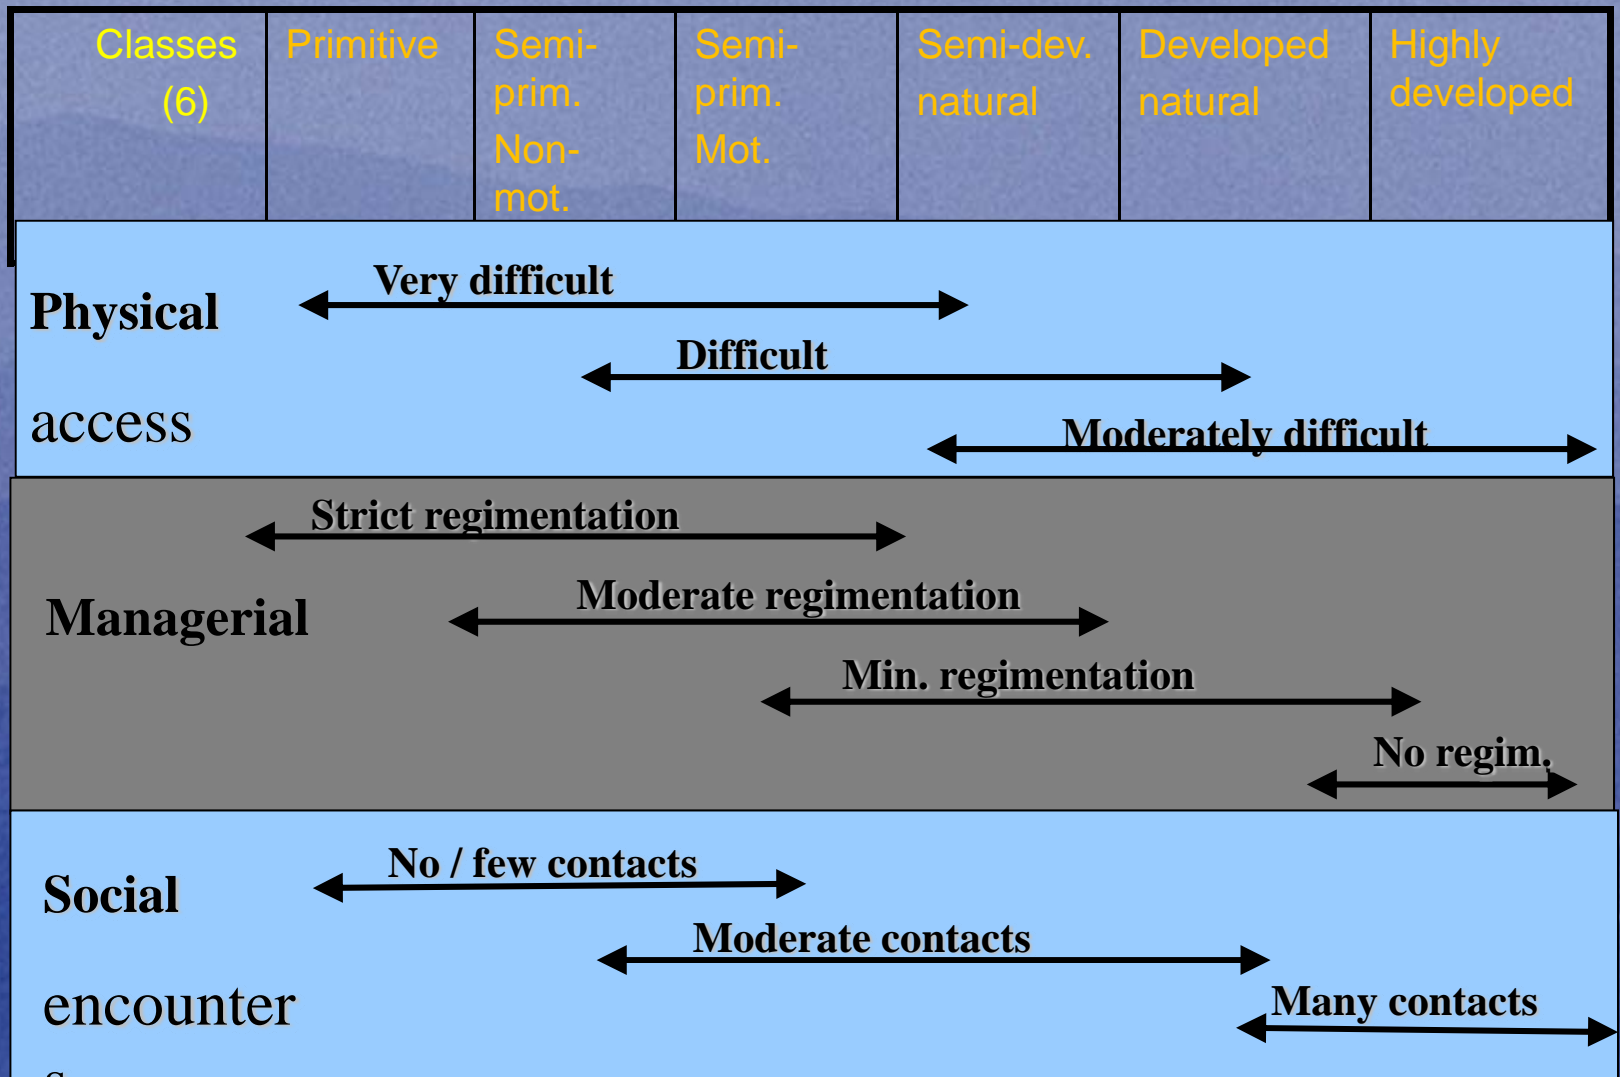 Classes
(6)
Primitive
Semi-
prim.
Non-
mot.
Semi-
prim.
Mot.
Semi-dev.
natural
Developed
natural
Highly
developed
Physical
access
Very difficult
Difficult
Moderately difficult
Managerial
Strict regimentation
Moderate regimentation
Min. regimentation
No regim.
Social
encounter
s
No / few contacts
Moderate contacts
Many contacts